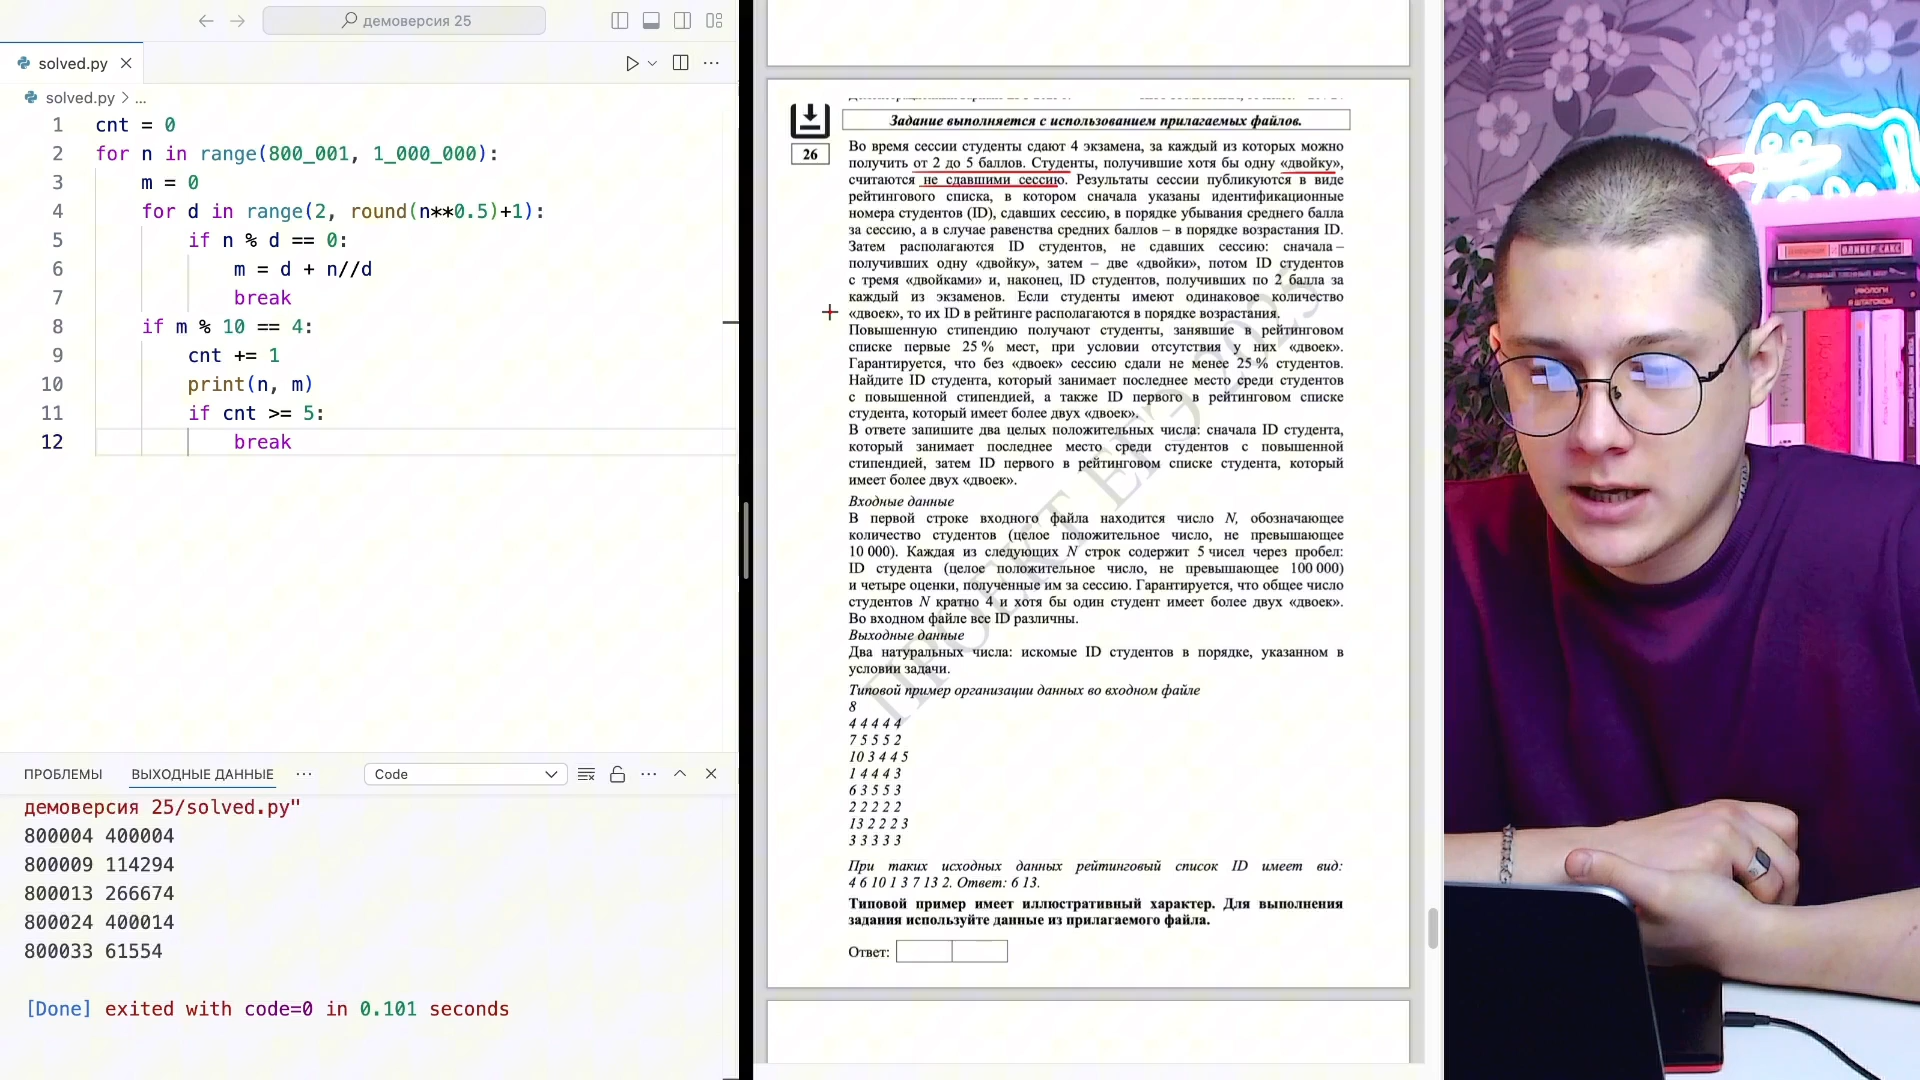 демоверсия 25
solved.py
solved.py > ...
1 cnt = 0
2 for n in range(800_001, 1_000_000):
3 m = 0
4 for d in range(2, round(n**0.5)+1):
5 if n % d == 0:
6 m = d + n//d
7 break
8 if m % 10 == 4:
9 cnt += 1
10 print(n, m)
11 if cnt >= 5:
12 break
ПРОБЛЕМЫ ВЫХОДНЫЕ ДАННЫЕ ... Code
демоверсия 25/solved.py"
800004 400004
800009 114294
800013 266674
800024 400014
800033 61554
[Done] exited with code=0 in 0.101 seconds
Задание выполняется с использованием прилагаемых файлов.
26
Во время сессии студенты сдают 4 экзамена, за каждый из которых можно
получить от 2 до 5 баллов. Студенты, получившие хотя бы одну «двойку»,
считаются не сдавшими сессию. Результаты сессии публикуются в виде
рейтингового списка, в котором сначала указаны идентификационные
номера студентов (ID), сдавших сессию, в порядке убывания среднего балла
за сессию, а в случае равенства средних баллов – в порядке возрастания ID.
Затем располагаются ID студентов, не сдавших сессию: сначала –
получивших одну «двойку», затем – две «двойки», потом ID студентов
с тремя «двойками» и, наконец, ID студентов, получивших по 2 балла за
каждый из экзаменов. Если студенты имеют одинаковое количество
«двоек», то их ID в рейтинге располагаются в порядке возрастания.
Повышенную стипендию получают студенты, занявшие в рейтинговом
списке первые 25 % мест, при условии отсутствия у них «двоек».
Гарантируется, что без «двоек» сессию сдали не менее 25 % студентов.
Найдите ID студента, который занимает последнее место среди студентов
с повышенной стипендией, а также ID первого в рейтинговом списке
студента, который имеет более двух «двоек».
В ответе запишите два целых положительных числа: сначала ID студента,
который занимает последнее место среди студентов с повышенной
стипендией, затем ID первого в рейтинговом списке студента, который
имеет более двух «двоек».
Входные данные
В первой строке входного файла находится число N, обозначающее
количество студентов (целое положительное число, не превышающее
10 000). Каждая из следующих N строк содержит 5 чисел через пробел:
ID студента (целое положительное число, не превышающее 100 000)
и четыре оценки, полученные им за сессию. Гарантируется, что общее число
студентов N кратно 4 и хотя бы один студент имеет более двух «двоек».
Во входном файле все ID различны.
Выходные данные
Два натуральных числа: искомые ID студентов в порядке, указанном в
условии задачи.
Типовой пример организации данных во входном файле
8
4 4 4 4 4
7 5 5 5 2
10 3 4 4 5
1 4 4 4 3
6 3 5 5 3
2 2 2 2 2
13 2 2 2 3
3 3 3 3 3
При таких исходных данных рейтинговый список ID имеет вид:
4 6 10 1 3 7 13 2. Ответ: 6 13.
Типовой пример имеет иллюстративный характер. Для выполнения
задания используйте данные из прилагаемого файла.
Ответ:
ПРОЕКТ ЕГЭ 2025
ОЛИВЕР САКС